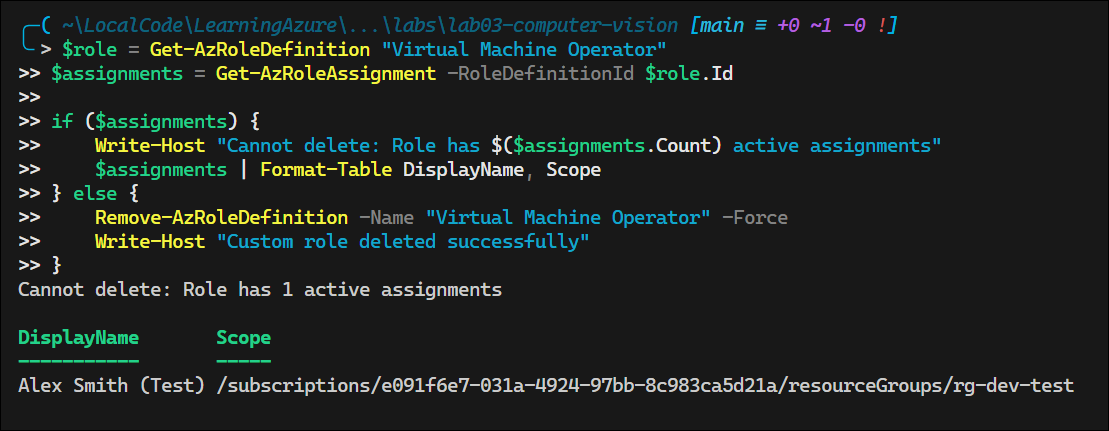 ( ~\LocalCode\LearningAzure\...\labs\lab03-computer-vision [main ≡ +0 ~1 -0 !]
> $role = Get-AzRoleDefinition "Virtual Machine Operator"
>> $assignments = Get-AzRoleAssignment -RoleDefinitionId $role.Id
>>
>> if ($assignments) {
>>     Write-Host "Cannot delete: Role has $($assignments.Count) active assignments"
>>     $assignments | Format-Table DisplayName, Scope
>> } else {
>>     Remove-AzRoleDefinition -Name "Virtual Machine Operator" -Force
>>     Write-Host "Custom role deleted successfully"
>> }
Cannot delete: Role has 1 active assignments
DisplayName       Scope
-----------       -----
Alex Smith (Test) /subscriptions/e091f6e7-031a-4924-97bb-8c983ca5d21a/resourceGroups/rg-dev-test